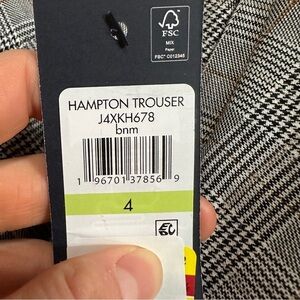 FSC
MIX
Paper
FSC® C012345
HAMPTON TROUSER
J4XKH678
bnm
1 96701 37856 9
4